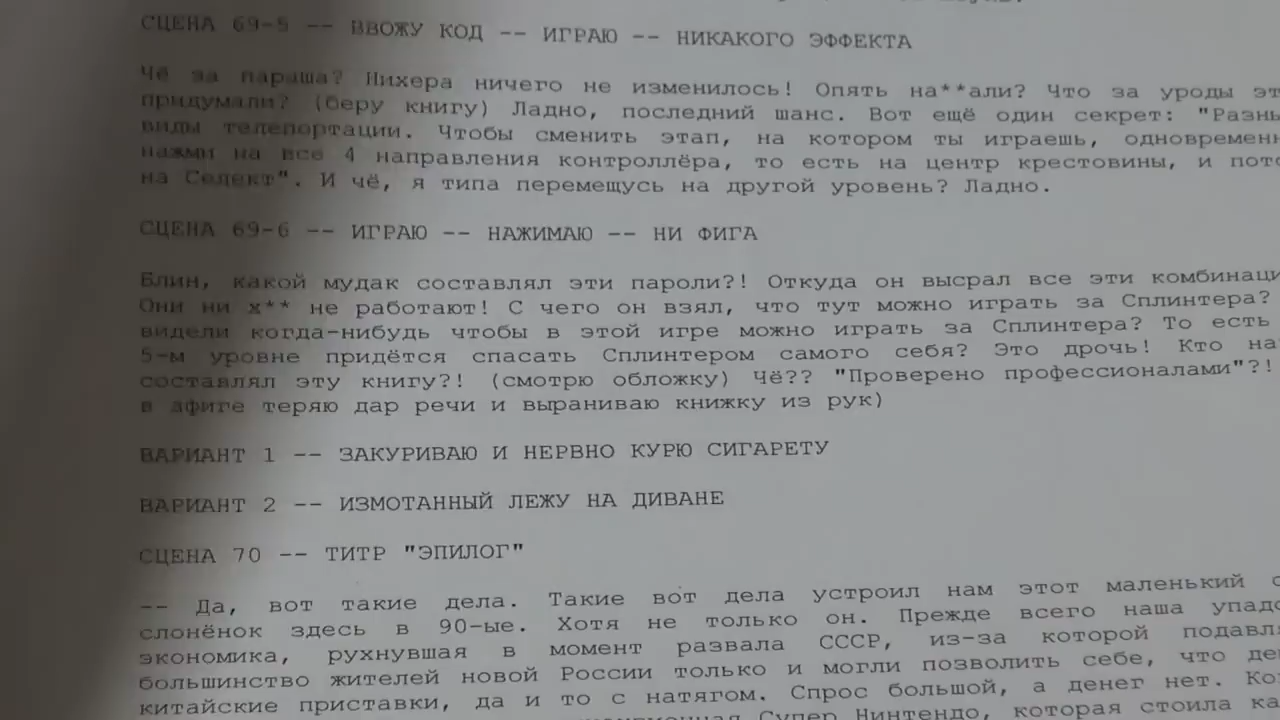 СЦЕНА 69-5 -- ВВОЖУ КОД -- ИГРАЮ -- НИКАКОГО ЭФФЕКТА
Чё за параша? Нихера ничего не изменилось! Опять на**али? Что за уроды
придумали? (беру книгу) Ладно, последний шанс. Вот ещё один секрет:
виды телепортации. Чтобы сменить этап, на котором ты играешь,
нажми на все 4 направления контроллёра, то есть на центр крестовины, и
на Селект". И чё, я типа перемещусь на другой уровень? Ладно.
СЦЕНА 69-6 -- ИГРАЮ -- НАЖИМАЮ -- НИ ФИГА
Блин, какой мудак составлял эти пароли?! Откуда он высрал все эти
Они ни х** не работают! С чего он взял, что тут можно играть за Сплинтера?
видели когда-нибудь чтобы в этой игре можно играть за Сплинтера? То есть
5-м уровне придётся спасать Сплинтером самого себя? Это дрочь! Кто
составлял эту книгу?! (смотрю обложку) Чё?? "Проверено профессионалами"?!
в афиге теряю дар речи и выраниваю книжку из рук)
ВАРИАНТ 1 -- ЗАКУРИВАЮ И НЕРВНО КУРЮ СИГАРЕТУ
ВАРИАНТ 2 -- ИЗМОТАННЫЙ ЛЕЖУ НА ДИВАНЕ
СЦЕНА 70 -- ТИТР "ЭПИЛОГ"
-- Да, вот такие дела. Такие вот дела устроил нам этот маленький
слонёнок здесь в 90-ые. Хотя не только он. Прежде всего наша
экономика, рухнувшая в момент развала СССР, из-за которой
большинство жителей новой России только и могли позволить себе, что
китайские приставки, да и то с натягом. Спрос большой, а денег нет.
Супер Нинтендо, которая стоила